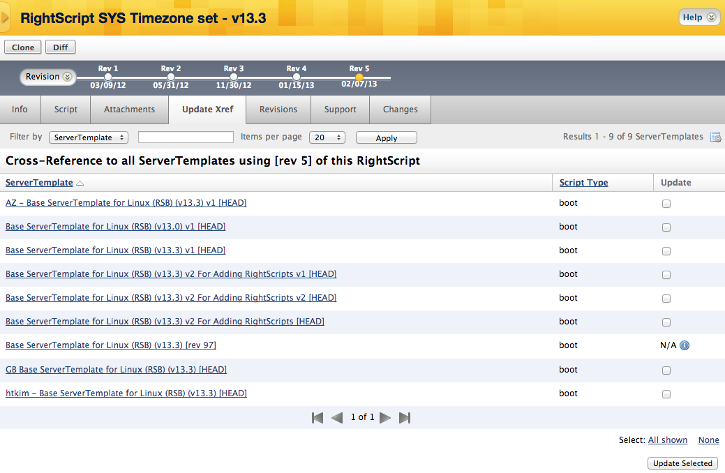 RightScript SYS Timezone set - v13.3
Help
Clone Diff
Revision
Rev 1 Rev 2 Rev 3 Rev 4 Rev 5
03/09/12 05/31/12 11/30/12 01/15/13 02/07/13
Info Script Attachments Update Xref Revisions Support Changes
Filter by ServerTemplate Items per page 20 Apply Results 1 - 9 of 9 ServerTemplates
Cross-Reference to all ServerTemplates using [rev 5] of this RightScript
ServerTemplate Script Type Update
AZ - Base ServerTemplate for Linux (RSB) (v13.3) v1 [HEAD] boot
Base ServerTemplate for Linux (RSB) (v13.0) v1 [HEAD] boot
Base ServerTemplate for Linux (RSB) (v13.3) v1 [HEAD] boot
Base ServerTemplate for Linux (RSB) (v13.3) v2 For Adding RightScripts v1 [HEAD] boot
Base ServerTemplate for Linux (RSB) (v13.3) v2 For Adding RightScripts v2 [HEAD] boot
Base ServerTemplate for Linux (RSB) (v13.3) v2 For Adding RightScripts [HEAD] boot
Base ServerTemplate for Linux (RSB) (v13.3) [rev 97] boot N/A
GB Base ServerTemplate for Linux (RSB) (v13.3) [HEAD] boot
htkim - Base ServerTemplate for Linux (RSB) (v13.3) [HEAD] boot
1 of 1
Select: All shown None
Update Selected